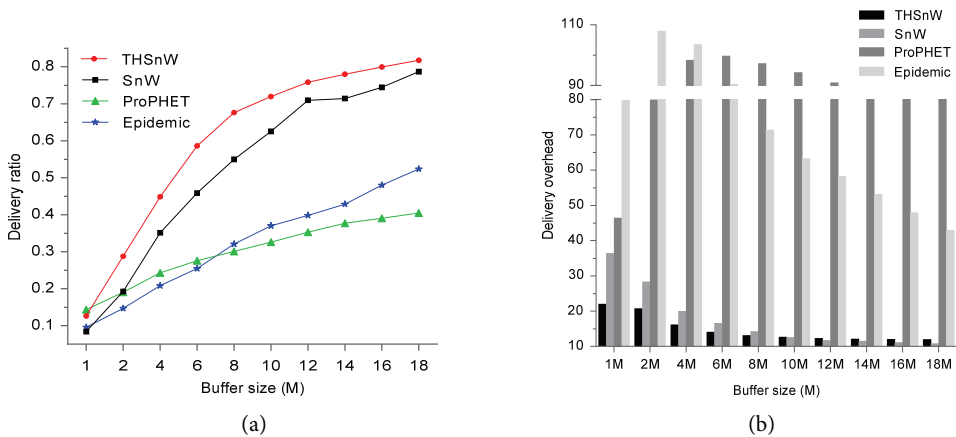 (a)
THSnW
SnW
ProPHET
Epidemic
Delivery ratio
0.8
0.7
0.6
0.5
0.4
0.3
0.2
0.1
1 2 4 6 8 10 12 14 16 18
Buffer size (M)
(a)
THSnW
SnW
ProPHET
Epidemic
Delivery overhead
110
90
80
70
60
50
40
30
20
10
1M 2M 4M 6M 8M 10M 12M 14M 16M 18M
Buffer size (M)
(b)